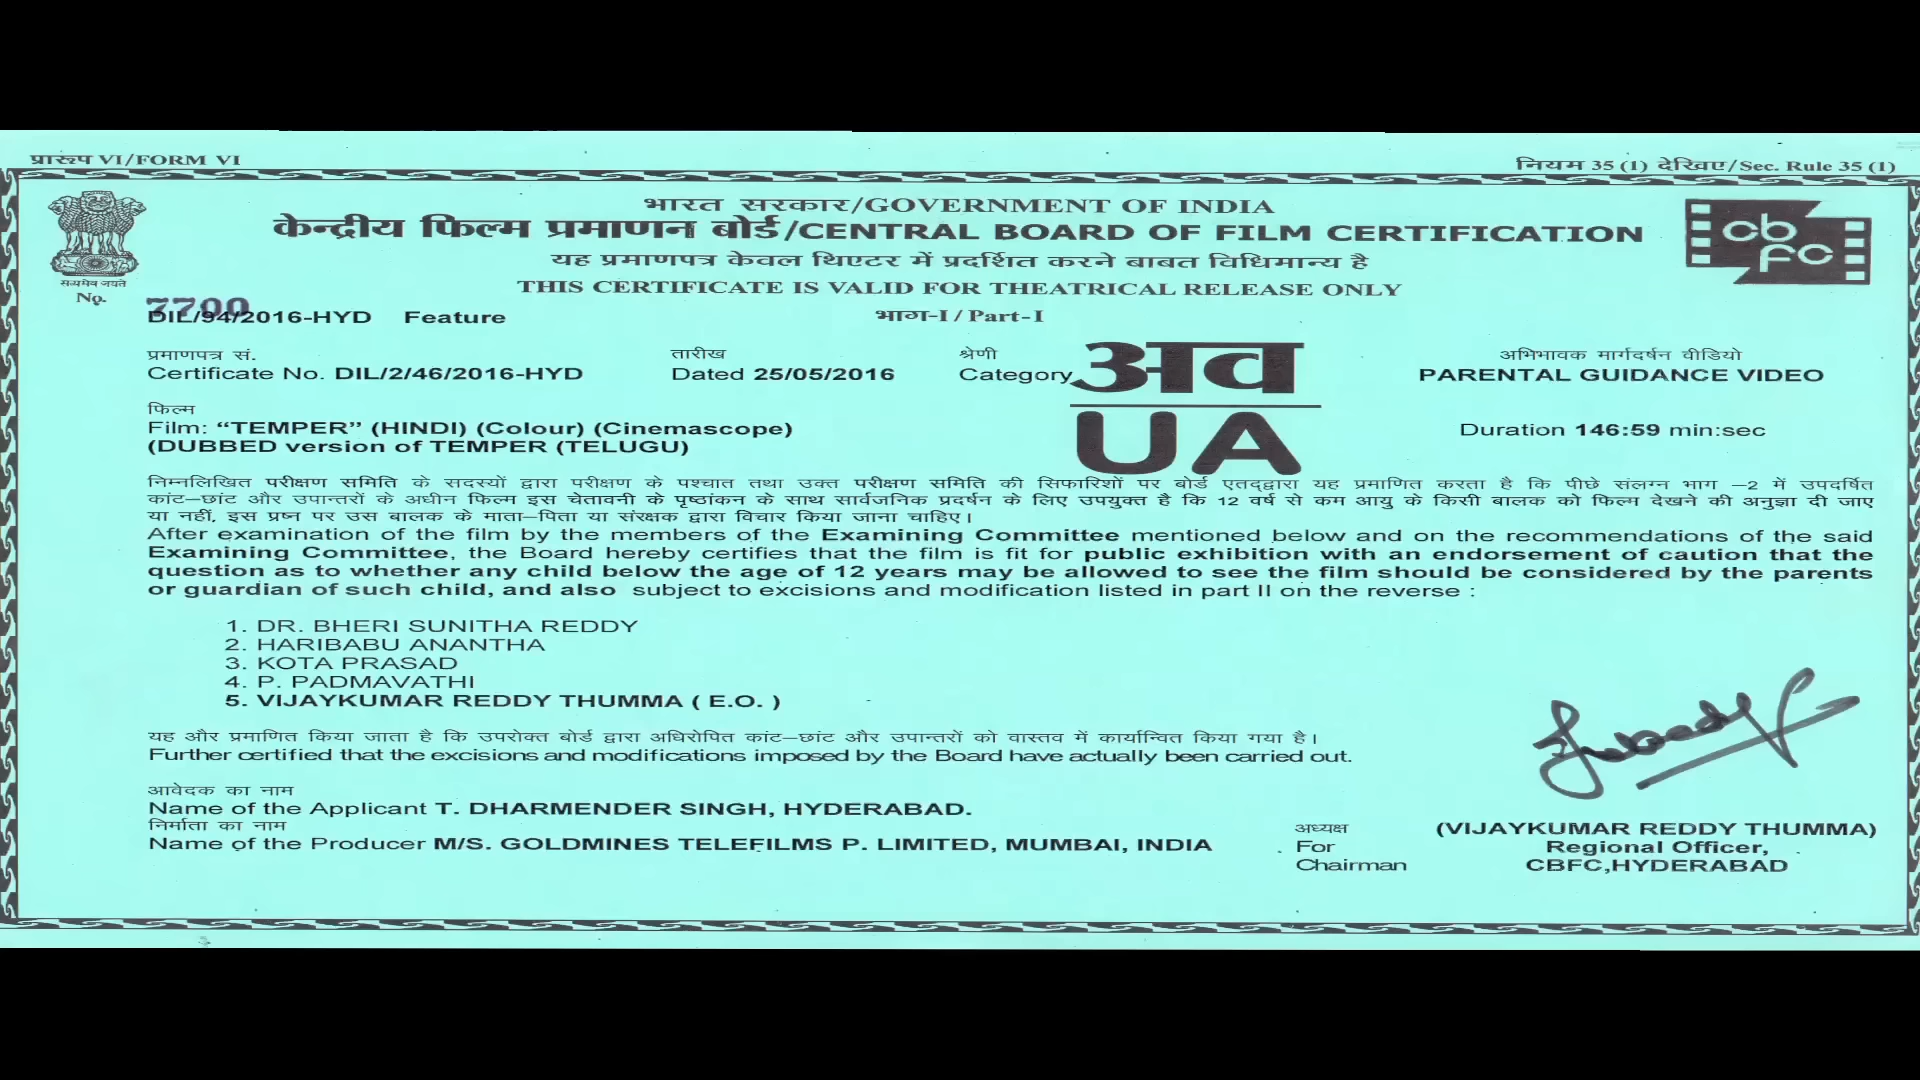 प्रारूप VI/FORM VI
नियम 35 (1) देखिए/Sec. Rule 35 (1)
भारत सरकार/GOVERNMENT OF INDIA
केन्द्रीय फिल्म प्रमाणन बोर्ड/CENTRAL BOARD OF FILM CERTIFICATION
cb
fc
यह प्रमाणपत्र केवल थिएटर में प्रदर्शित करने बाबत विधिमान्य है
सत्यमेव जयते
THIS CERTIFICATE IS VALID FOR THEATRICAL RELEASE ONLY
No. 7700
DIL/94/2016-HYD Feature
भाग-I / Part-I
प्रमाणपत्र सं.
Certificate No. DIL/2/46/2016-HYD
तारीख
Dated 25/05/2016
श्रेणी
Category
अव
UA
अभिभावक मार्गदर्षन वीडियो
PARENTAL GUIDANCE VIDEO
फिल्म
Film: “TEMPER” (HINDI) (Colour) (Cinemascope)
(DUBBED version of TEMPER (TELUGU)
Duration 146:59 min:sec
निम्नलिखित परीक्षण समिति के सदस्यों द्वारा परीक्षण के पश्चात तथा उक्त परीक्षण समिति की सिफारिशों पर बोर्ड एतद्द्वारा यह प्रमाणित करता है कि पीछे संलग्न भाग –2 में उपदर्षित
कांट–छांट और उपान्तरों के अधीन फिल्म इस चेतावनी के पृष्ठांकन के साथ सार्वजनिक प्रदर्षन के लिए उपयुक्त है कि 12 वर्ष से कम आयु के किसी बालक को फिल्म देखने की अनुज्ञा दी जाए
या नहीं, इस प्रष्न पर उस बालक के माता–पिता या संरक्षक द्वारा विचार किया जाना चाहिए।
After examination of the film by the members of the Examining Committee mentioned below and on the recommendations of the said
Examining Committee, the Board hereby certifies that the film is fit for public exhibition with an endorsement of caution that the
question as to whether any child below the age of 12 years may be allowed to see the film should be considered by the parents
or guardian of such child, and also subject to excisions and modification listed in part II on the reverse :
1. DR. BHERI SUNITHA REDDY
2. HARIBABU ANANTHA
3. KOTA PRASAD
4. P. PADMAVATHI
5. VIJAYKUMAR REDDY THUMMA ( E.O. )
यह और प्रमाणित किया जाता है कि उपरोक्त बोर्ड द्वारा अधिरोपित कांट–छांट और उपान्तरों को वास्तव में कार्यान्वित किया गया है।
Further certified that the excisions and modifications imposed by the Board have actually been carried out.
आवेदक का नाम
Name of the Applicant T. DHARMENDER SINGH, HYDERABAD.
निर्माता का नाम
Name of the Producer M/S. GOLDMINES TELEFILMS P. LIMITED, MUMBAI, INDIA
अध्यक्ष
For
Chairman
(VIJAYKUMAR REDDY THUMMA)
Regional Officer,
CBFC,HYDERABAD